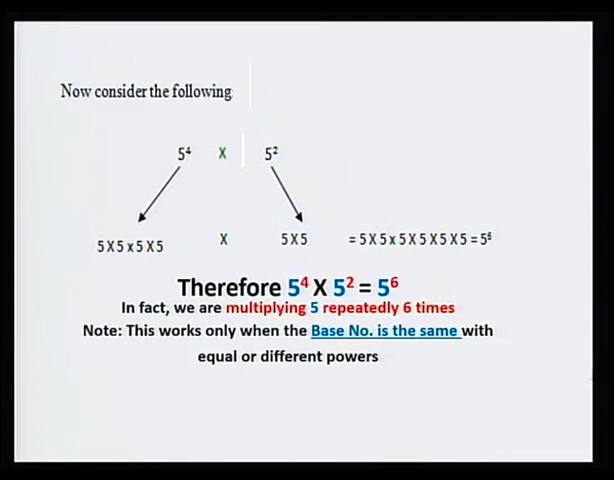 Now consider the following
5⁴ X 5²
5 X 5 x 5 X 5 X 5 X 5 = 5 X 5 x 5 X 5 X 5 X 5 = 5⁶
Therefore 5⁴ X 5² = 5⁶
In fact, we are multiplying 5 repeatedly 6 times
Note: This works only when the Base No. is the same with
equal or different powers